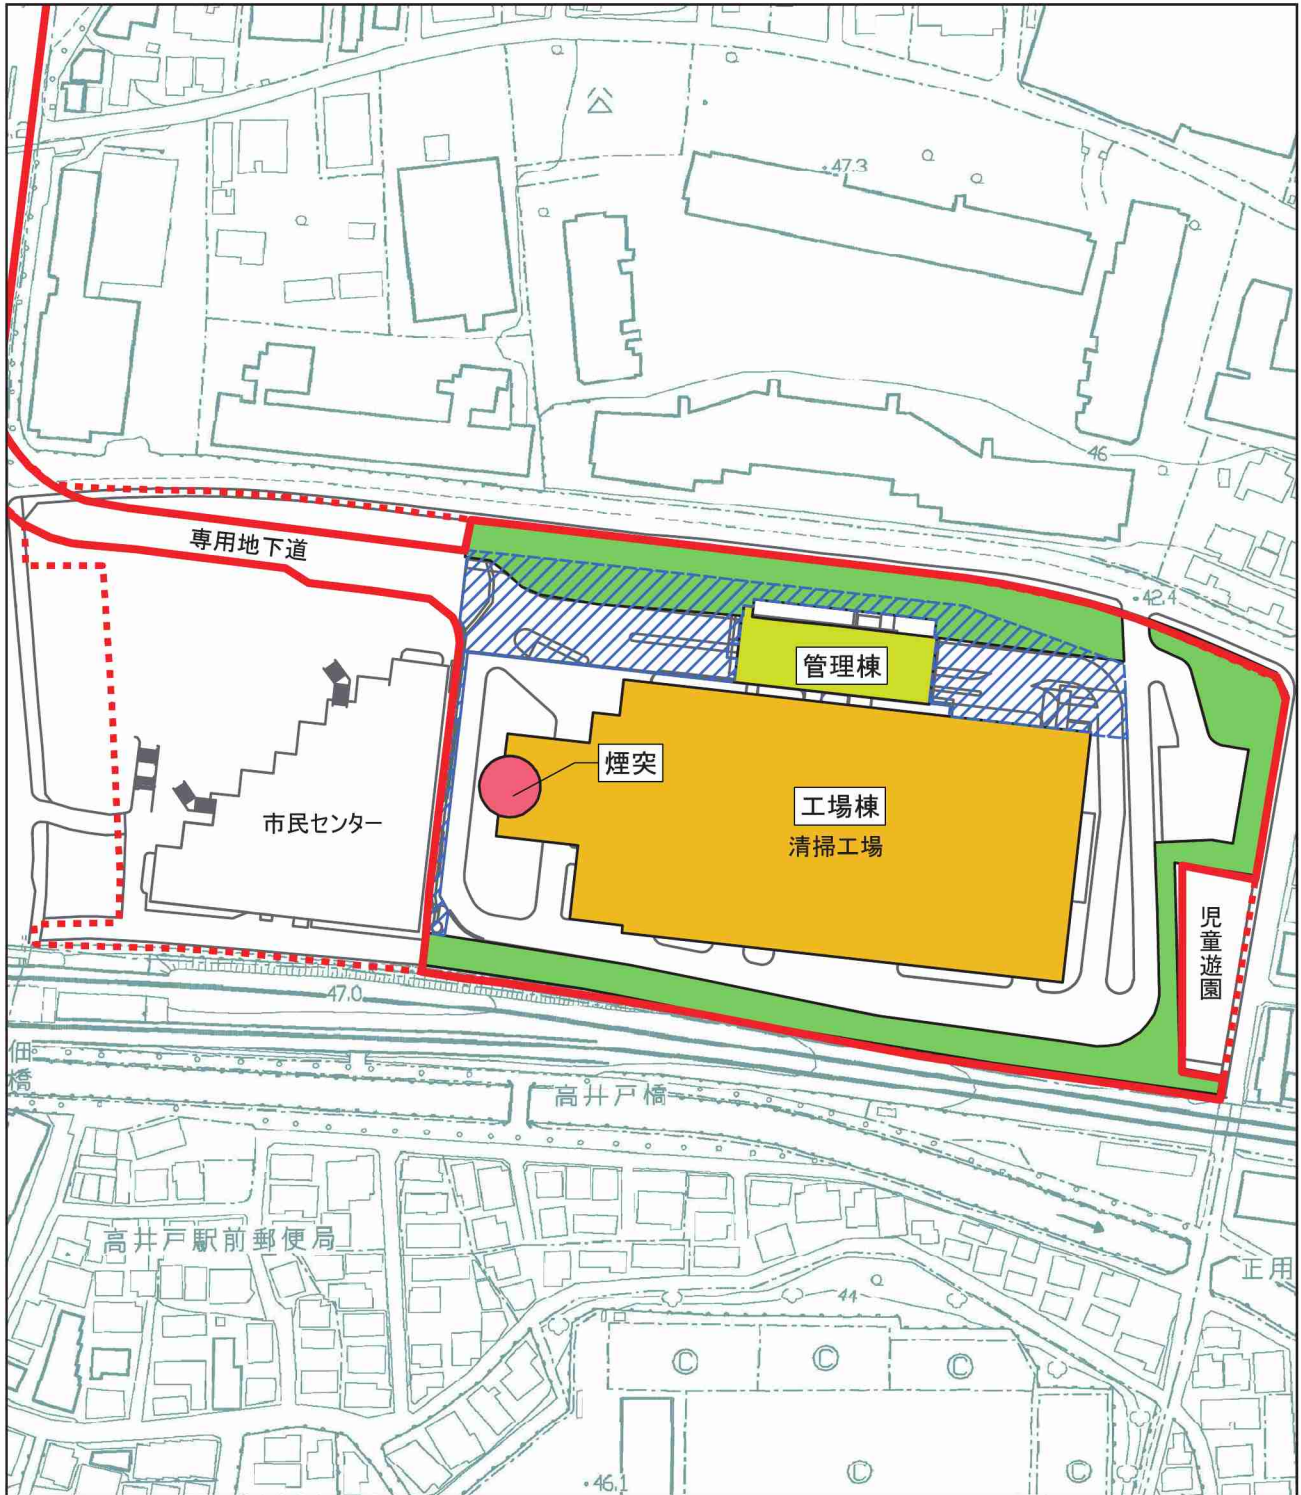 47.3
46
専用地下道
42.4
管理棟
煙突
工場棟
清掃工場
市民センター
児童遊園
47.0
佃橋
高井戸橋
高井戸駅前郵便局
正用
44
C
C
C
46.1
C
C